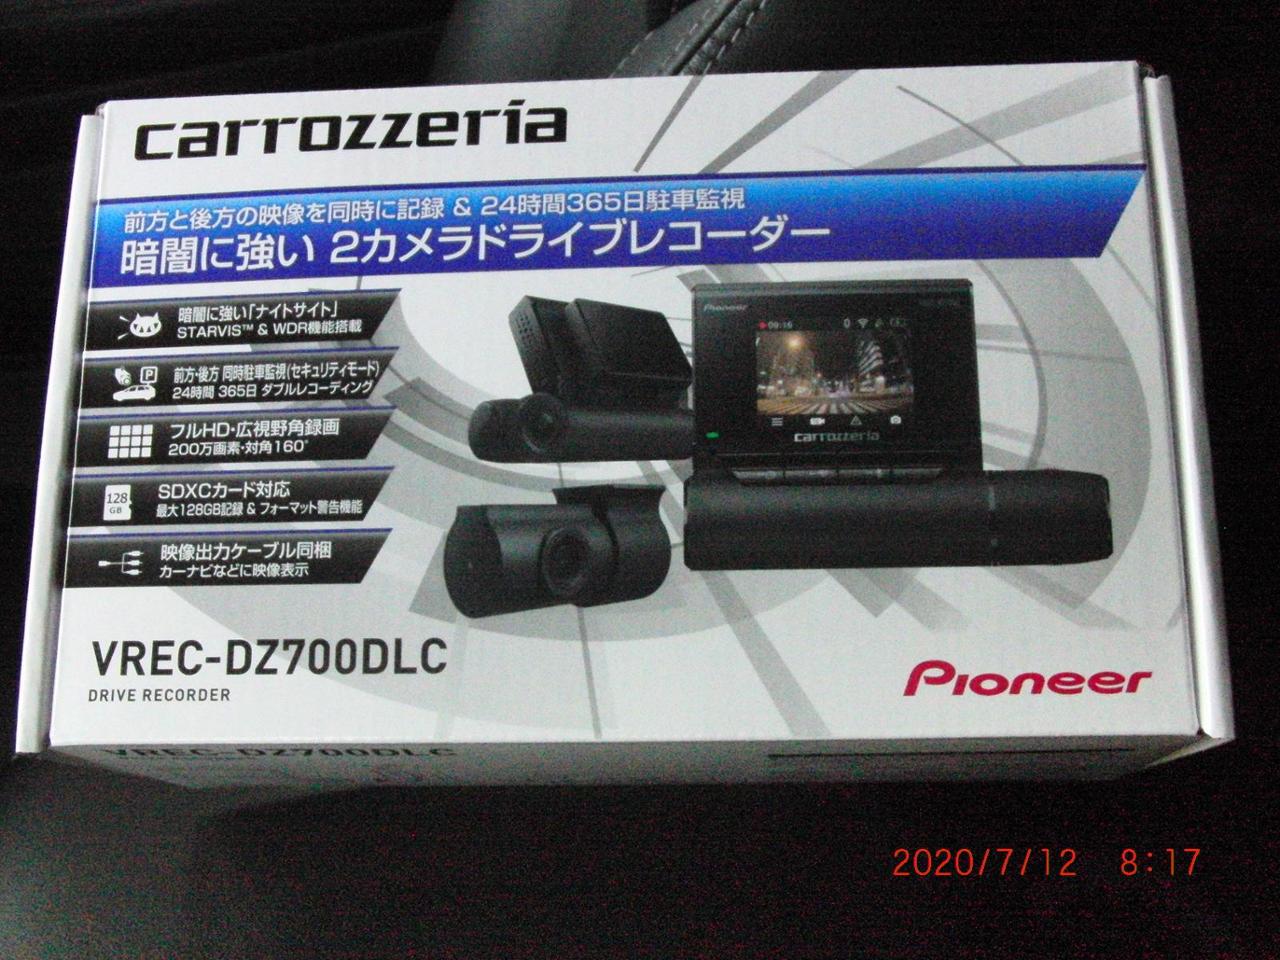 carrozzeria
前方と後方の映像を同時に記録 & 24時間365日駐車監視
暗闇に強い 2カメラドライブレコーダー
暗闇に強い「ナイトサイト」
STARVIS™ & WDR機能搭載
前方・後方 同時駐車監視(セキュリティモード)
24時間 365日 ダブルレコーディング
フルHD・広視野角録画
200万画素・対角160°
128
GB
SDXCカード対応
最大128GB記録 & フォーマット警告機能
映像出力ケーブル同梱
カーナビなどに映像表示
P
Pioneer
09:16
carrozzeria
VREC-DZ700DLC
DRIVE RECORDER
Pioneer
VREC-DZ700DLC
2020/7/12 8:17